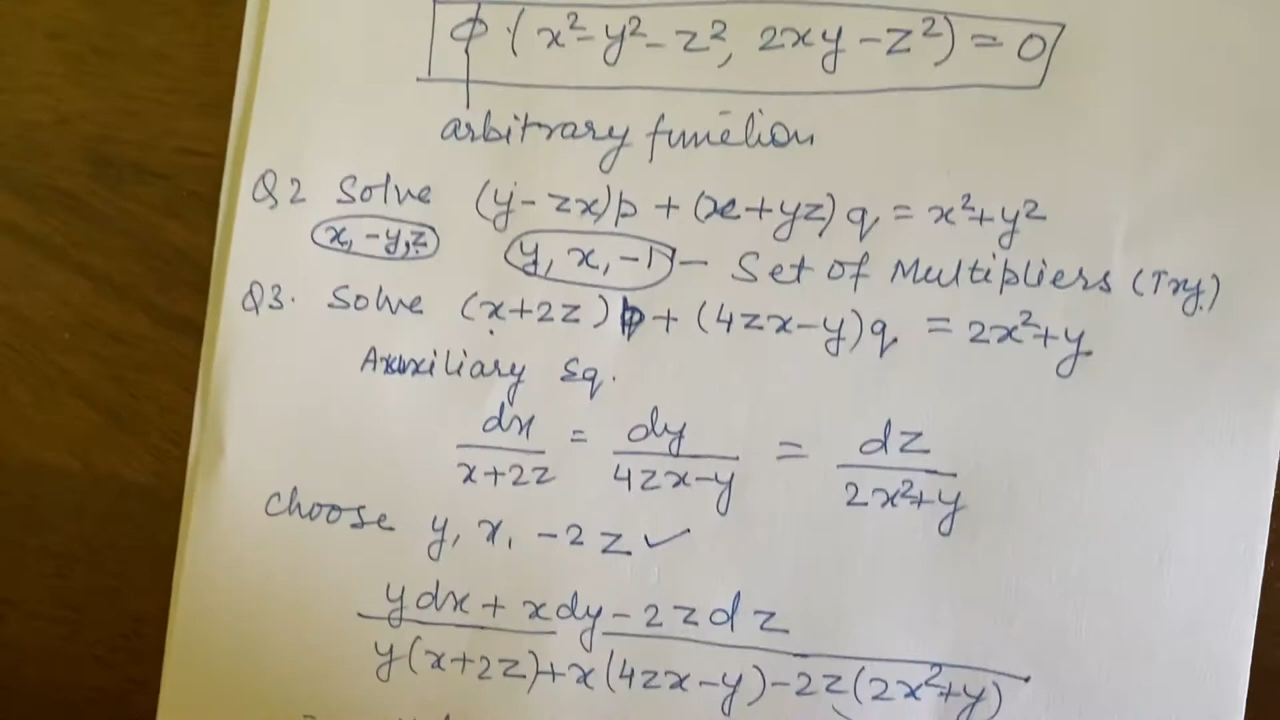 ϕ·(x²-y²-z², 2xy-z²) = 0
arbitrary function
Q2 Solve (y-zx)p + (x+yz) q = x²+y²
x, -y, z y, x, -1 - Set of Multipliers (Try)
Q3. Solve (x+2z) p + (4zx-y)q = 2x²+y
Auxiliary Eq.
dx/(x+2z) = dy/(4zx-y) = dz/(2x²+y)
Choose y, x, -2z ✓
ydx + xdy - 2zdz
y(x+2z)+x(4zx-y)-2z(2x²+y)